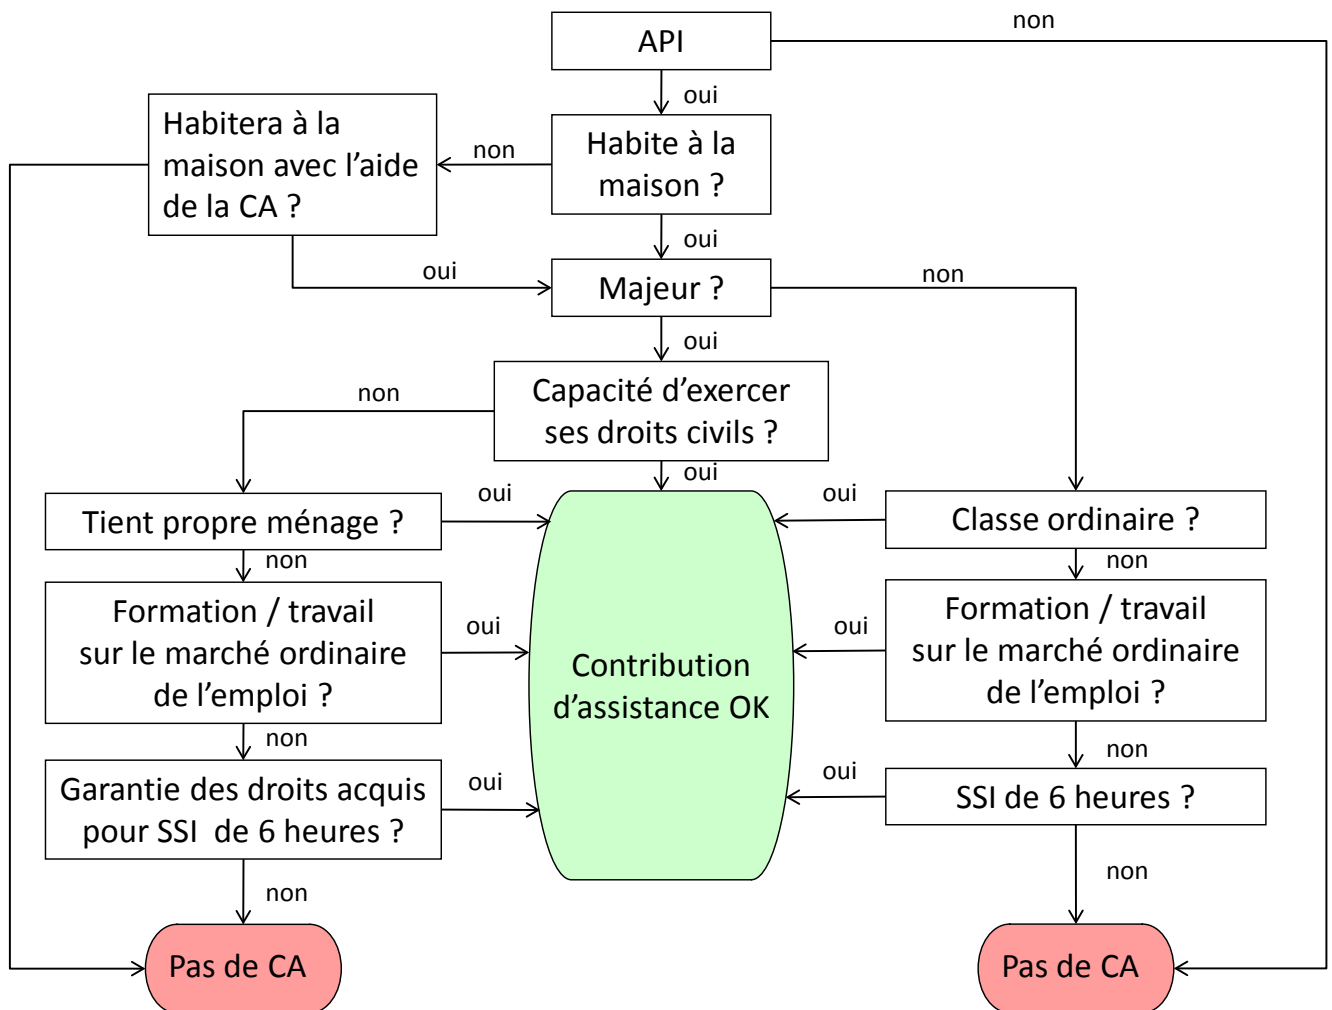 API
non
oui
Habitera à la
maison avec l’aide
de la CA ?
non
Habite à la
maison ?
oui
oui
Majeur ?
non
oui
non
Capacité d’exercer
ses droits civils ?
oui
Tient propre ménage ?
oui
oui
Classe ordinaire ?
non
non
Formation / travail
sur le marché ordinaire
de l’emploi ?
oui
Contribution
d’assistance OK
oui
Formation / travail
sur le marché ordinaire
de l’emploi ?
non
non
Garantie des droits acquis
pour SSI  de 6 heures ?
oui
oui
SSI de 6 heures ?
non
non
Pas de CA
Pas de CA